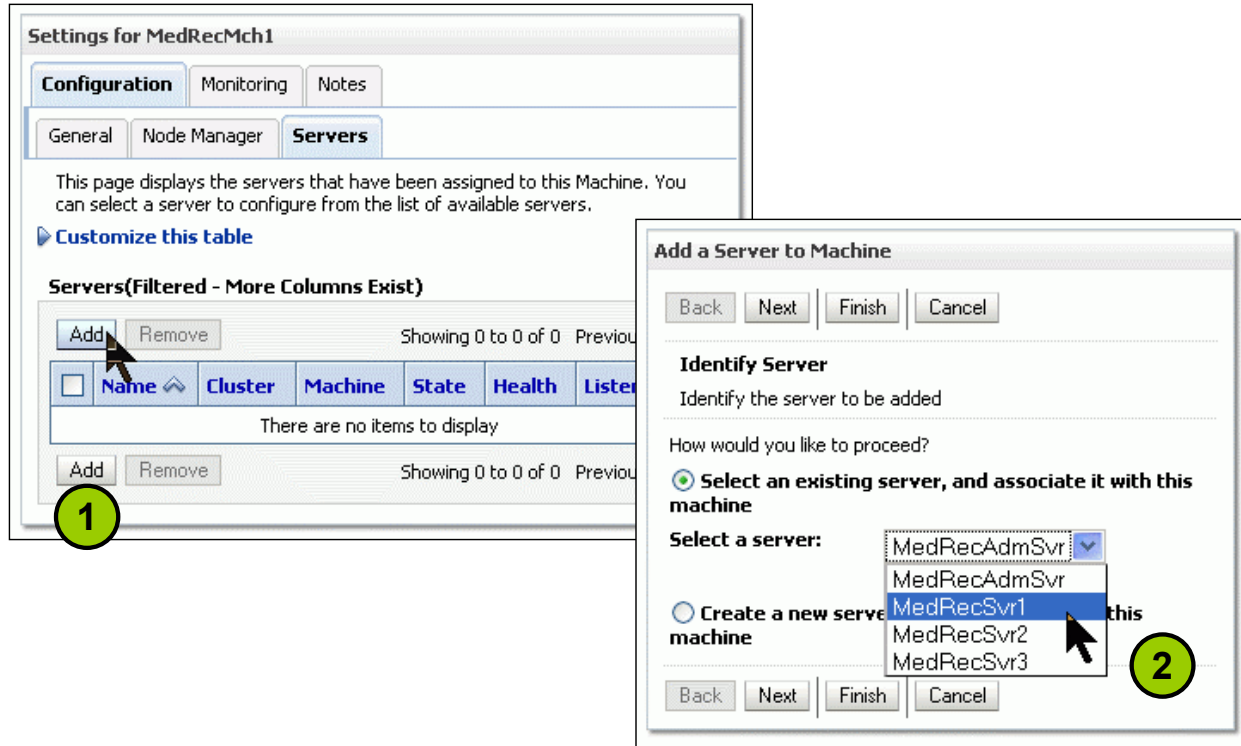 Settings for MedRecMch1
Configuration Monitoring Notes
General Node Manager Servers
This page displays the servers that have been assigned to this Machine. You
can select a server to configure from the list of available servers.
Customize this table
Servers(Filtered - More Columns Exist)
Add Remove Showing 0 to 0 of 0
Name Cluster Machine State Health
There are no items to display
Add Remove Showing 0 to 0 of 0
1
Add a Server to Machine
Back Next Finish Cancel
Identify Server
Identify the server to be added
How would you like to proceed?
Select an existing server, and associate it with this
machine
Select a server: MedRecAdmSvr
MedRecAdmSvr
MedRecSvr1
MedRecSvr2
MedRecSvr3
Create a new this
machine
2
Back Next Finish Cancel